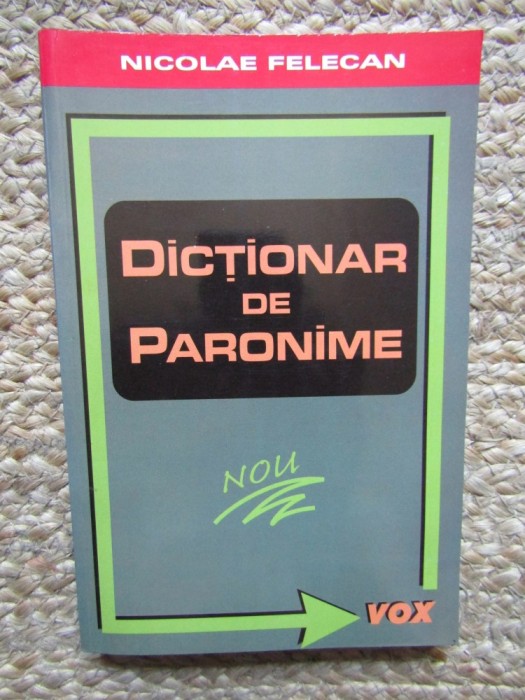 NICOLAE FELECAN
DicȚiONAR
DE
PARONiME
NOU
VOX